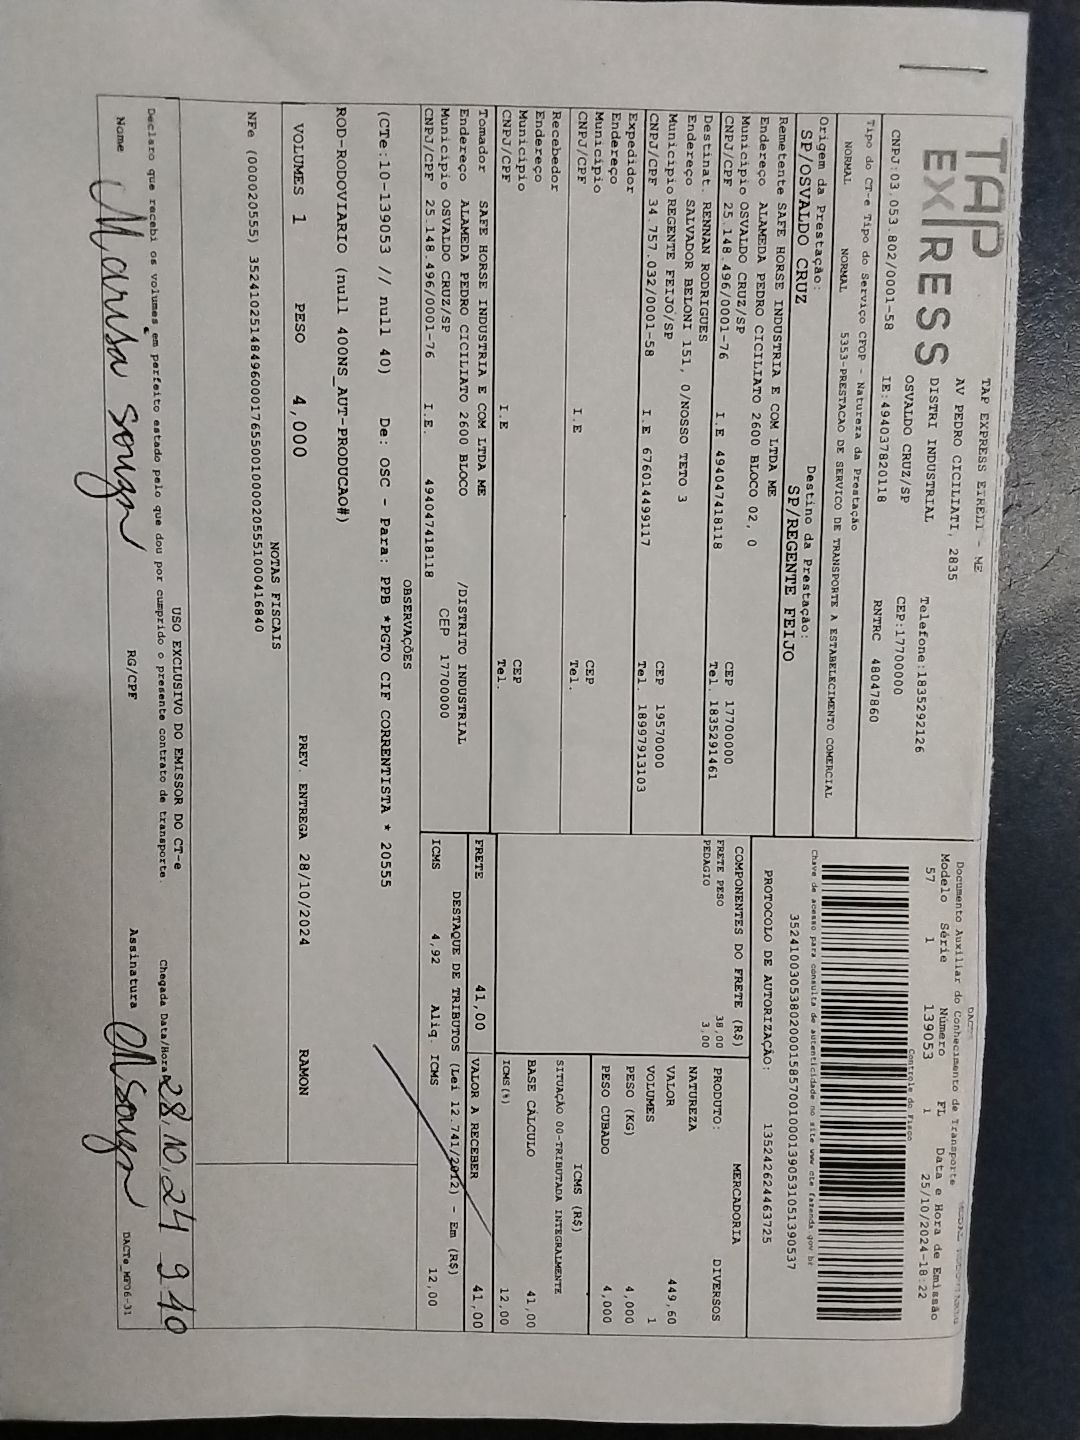 TAP
EXPRESS
TAP EXPRESS EIRELI - ME
AV PEDRO CICILIATI, 2835
DISTRI INDUSTRIAL
OSVALDO CRUZ/SP
Telefone:1835292126
CEP:17700000
CNPJ:03.053.802/0001-58 IE:494037820118 RNTRC 48047860
Tipo do CT-e Tipo do Serviço CFOP - Natureza da Prestação
NORMAL NORMAL 5353-PRESTACAO DE SERVICO DE TRANSPORTE A ESTABELECIMENTO COMERCIAL
Origem da Prestação: Destino da Prestação:
SP/OSVALDO CRUZ SP/REGENTE FEIJO
Remetente SAFE HORSE INDUSTRIA E COM LTDA ME
Endereço ALAMEDA PEDRO CICILIATO 2600 BLOCO 02, 0
Município OSVALDO CRUZ/SP CEP 17700000
CNPJ/CPF 25.148.496/0001-76 I.E 494047418118 Tel. 1835291461
Destinat. RENNAN RODRIGUES
Endereço SALVADOR BELONI 151, 0/NOSSO TETO 3
Município REGENTE FEIJO/SP CEP 19570000
CNPJ/CPF 34.757.032/0001-58 I.E 676014499117 Tel. 18997913103
Expedidor
Endereço
Município CEP
CNPJ/CPF I.E Tel.
Recebedor
Endereço
Município CEP
CNPJ/CPF I.E Tel.
Tomador SAFE HORSE INDUSTRIA E COM LTDA ME
Endereço ALAMEDA PEDRO CICILIATO 2600 BLOCO /DISTRITO INDUSTRIAL
Município OSVALDO CRUZ/SP CEP 17700000
CNPJ/CPF 25.148.496/0001-76 I.E. 494047418118
DACTE
Documento Auxiliar do Conhecimento de Transporte
Modelo Série Número FL Data e Hora de Emissão
57 1 139053 1 25/10/2024-18:22
Controle do Fisco
Chave de acesso para consulta de autenticidade no site www cte fazenda gov br
35241003053802000158570010001390531051390537
PROTOCOLO DE AUTORIZAÇÃO: 135242624463725
COMPONENTES DO FRETE (R$)
FRETE PESO 38,00
PEDAGIO 3,00
MERCADORIA
PRODUTO: DIVERSOS
NATUREZA
VALOR 449,60
VOLUMES 1
PESO (KG) 4,000
PESO CUBADO 4,000
ICMS (R$)
SITUAÇÃO 00-TRIBUTADA INTEGRALMENTE
BASE CÁLCULO 41,00
ICMS(%) 12,00
FRETE 41,00 VALOR A RECEBER 41,00
DESTAQUE DE TRIBUTOS (Lei 12.741/2012) - Em (R$)
ICMS 4,92 Aliq. ICMS 12,00
OBSERVAÇÕES
(CTe:10-139053 // null 40) De: OSC - Para: PPB *PGTO CIF CORRENTISTA * 20555
ROD-RODOVIARIO (null 400NS_AUT-PRODUCAO#)
VOLUMES 1 PESO 4,000 PREV. ENTREGA 28/10/2024 RAMON
NOTAS FISCAIS
NFe (000020555) 35241025148496000176550010000205551000416840
USO EXCLUSIVO DO EMISSOR DO CT-e
Declaro que recebi os volumes em perfeito estado pelo que dou por cumprido o presente contrato de transporte. Chegada Data/Hora 28,10,24 9 40
Nome Marisa RG/CPF Assinatura DACTe_MF06-31